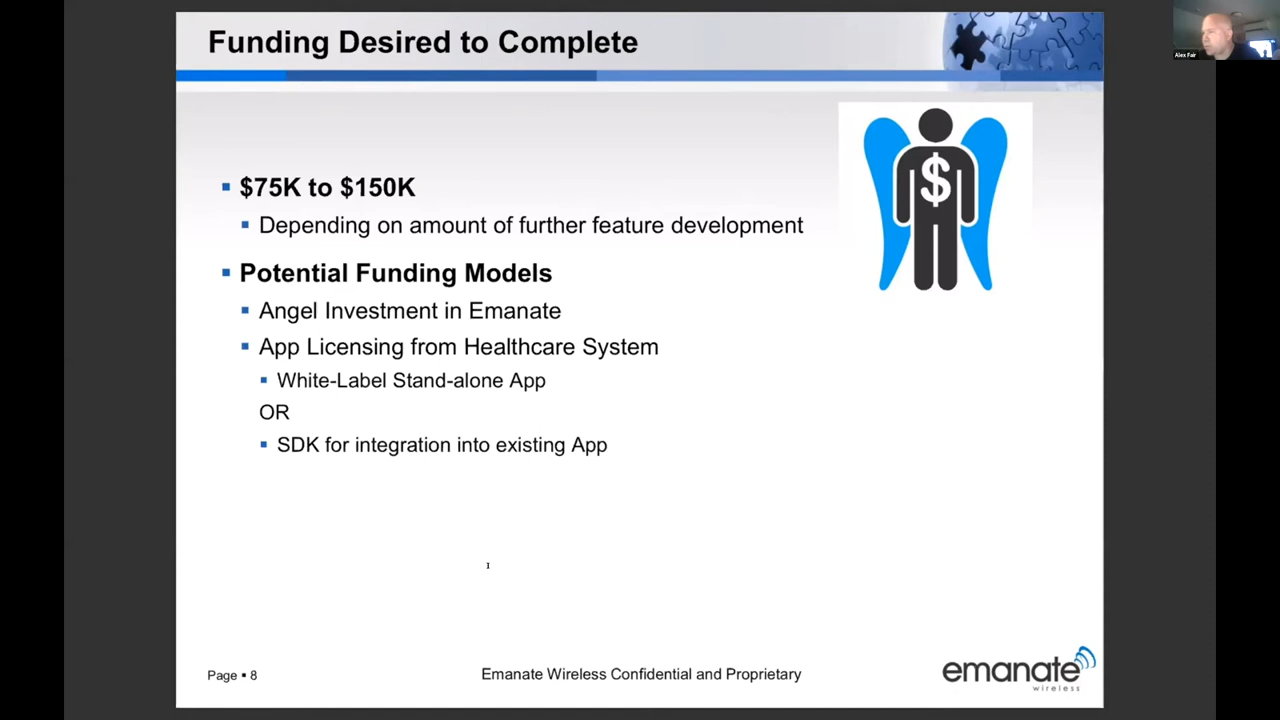 Funding Desired to Complete
Alex Fair
$75K to $150K
Depending on amount of further feature development
$
Potential Funding Models
Angel Investment in Emanate
App Licensing from Healthcare System
White-Label Stand-alone App
OR
SDK for integration into existing App
Page ▪ 8
Emanate Wireless Confidential and Proprietary
emanate
wireless